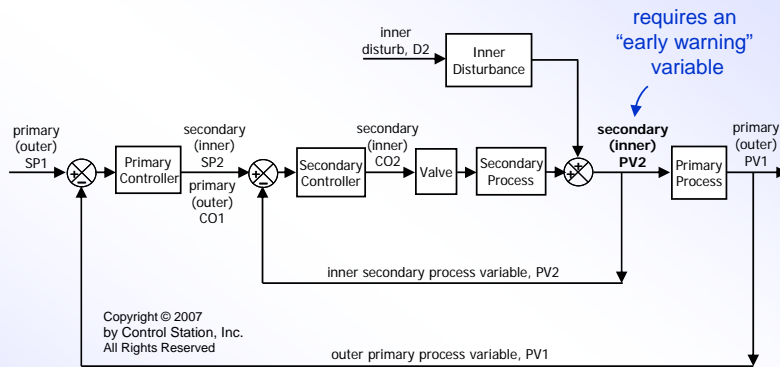 requires an
“early warning”
variable
inner
disturb, D2
Inner
Disturbance
primary
(outer)
SP1
Primary
Controller
secondary
(inner)
SP2
primary
(outer)
CO1
Secondary
Controller
secondary
(inner)
CO2
Valve
Secondary
Process
secondary
(inner)
PV2
Primary
Process
primary
(outer)
PV1
inner secondary process variable, PV2
Copyright © 2007
by Control Station, Inc.
All Rights Reserved
outer primary process variable, PV1